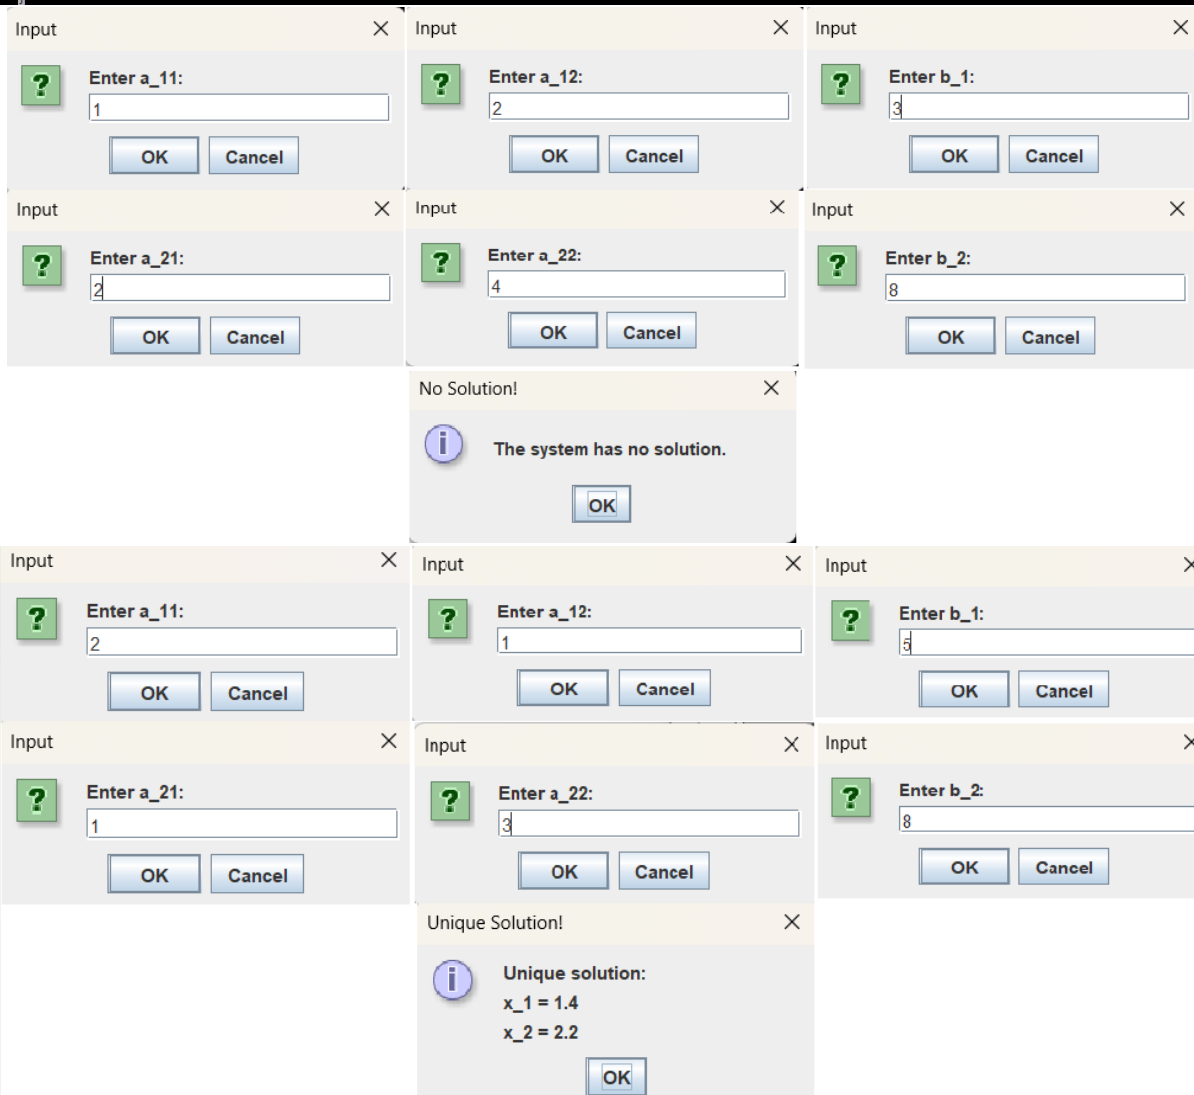 Input
Enter a_11:
1
OK Cancel
Input
Enter a_12:
2
OK Cancel
Input
Enter b_1:
3
OK Cancel
Input
Enter a_21:
2
OK Cancel
Input
Enter a_22:
4
OK Cancel
Input
Enter b_2:
8
OK Cancel
No Solution!
The system has no solution.
OK
Input
Enter a_11:
2
OK Cancel
Input
Enter a_12:
1
OK Cancel
Input
Enter b_1:
5
OK Cancel
Input
Enter a_21:
1
OK Cancel
Input
Enter a_22:
3
OK Cancel
Input
Enter b_2:
8
OK Cancel
Unique Solution!
Unique solution:
x_1 = 1.4
x_2 = 2.2
OK